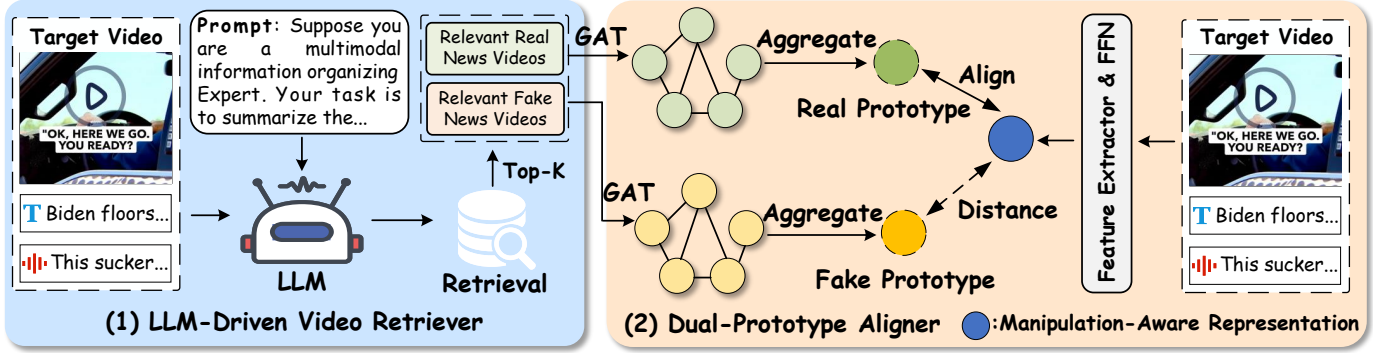 Target Video
"OK, HERE WE GO.
YOU READY?
T Biden floors...
This sucker...
Prompt: Suppose you
are a multimodal
information organizing
Expert. Your task is
to summarize the...
LLM
Relevant Real
News Videos
Relevant Fake
News Videos
Top-K
Retrieval
(1) LLM-Driven Video Retriever
GAT
Aggregate
Real Prototype
Align
GAT
Aggregate
Fake Prototype
Distance
Feature Extractor & FFN
Target Video
"OK, HERE WE GO.
YOU READY?
T Biden floors...
This sucker...
(2) Dual-Prototype Aligner
:Manipulation-Aware Representation